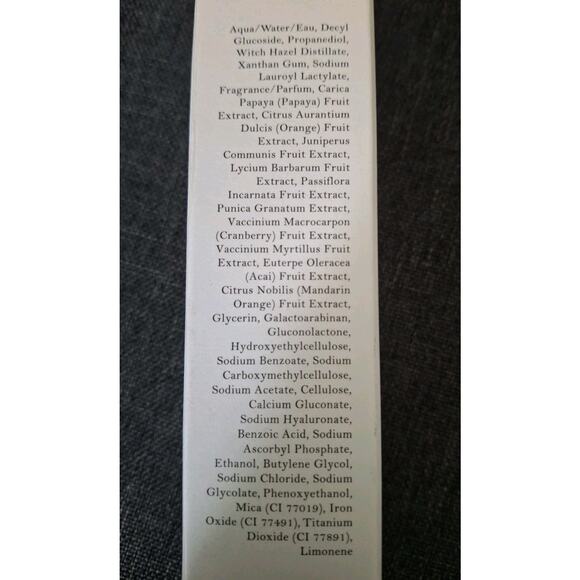 Aqua/Water/Eau, Decyl
Glucoside, Propanediol,
Witch Hazel Distillate,
Xanthan Gum, Sodium
Lauroyl Lactylate,
Fragrance/Parfum, Carica
Papaya (Papaya) Fruit
Extract, Citrus Aurantium
Dulcis (Orange) Fruit
Extract, Juniperus
Communis Fruit Extract,
Lycium Barbarum Fruit
Extract, Passiflora
Incarnata Fruit Extract,
Punica Granatum Extract,
Vaccinium Macrocarpon
(Cranberry) Fruit Extract,
Vaccinium Myrtillus Fruit
Extract, Euterpe Oleracea
(Acai) Fruit Extract,
Citrus Nobilis (Mandarin
Orange) Fruit Extract,
Glycerin, Galactoarabinan,
Gluconolactone,
Hydroxyethylcellulose,
Sodium Benzoate, Sodium
Carboxymethylcellulose,
Sodium Acetate, Cellulose,
Calcium Gluconate,
Sodium Hyaluronate,
Benzoic Acid, Sodium
Ascorbyl Phosphate,
Ethanol, Butylene Glycol,
Sodium Chloride, Sodium
Glycolate, Phenoxyethanol,
Mica (CI 77019), Iron
Oxide (CI 77491), Titanium
Dioxide (CI 77891),
Limonene